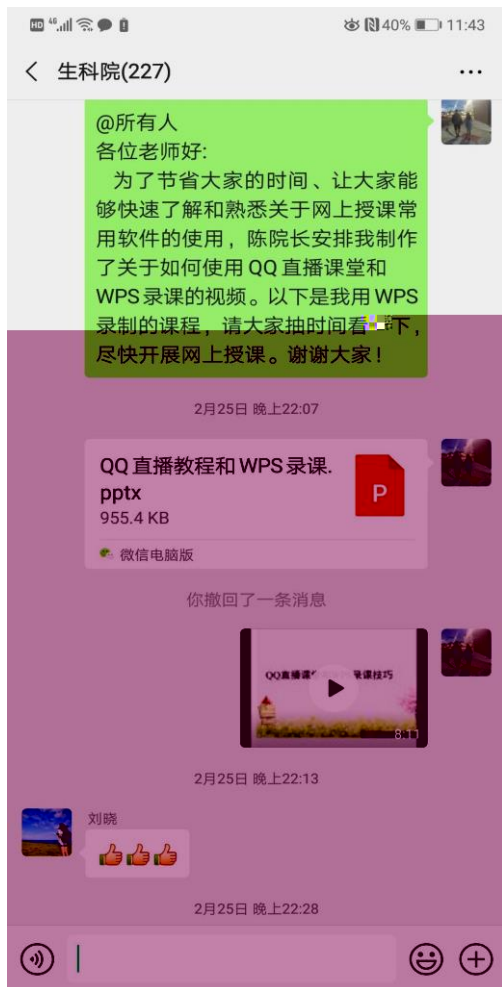 HD 46 40% 11:43
生科院(227)
@所有人
各位老师好:
为了节省大家的时间、让大家能
够快速了解和熟悉关于网上授课常
用软件的使用，陈院长安排我制作
了关于如何使用QQ直播课堂和
WPS录课的视频。以下是我用WPS
录制的课程，请大家抽时间看下，
尽快开展网上授课。谢谢大家！
2月25日 晚上22:07
QQ直播教程和WPS录课.
pptx
P
955.4 KB
微信电脑版
你撤回了一条消息
QQ直播课 录课技巧
8:11
2月25日 晚上22:13
刘晓
2月25日 晚上22:28